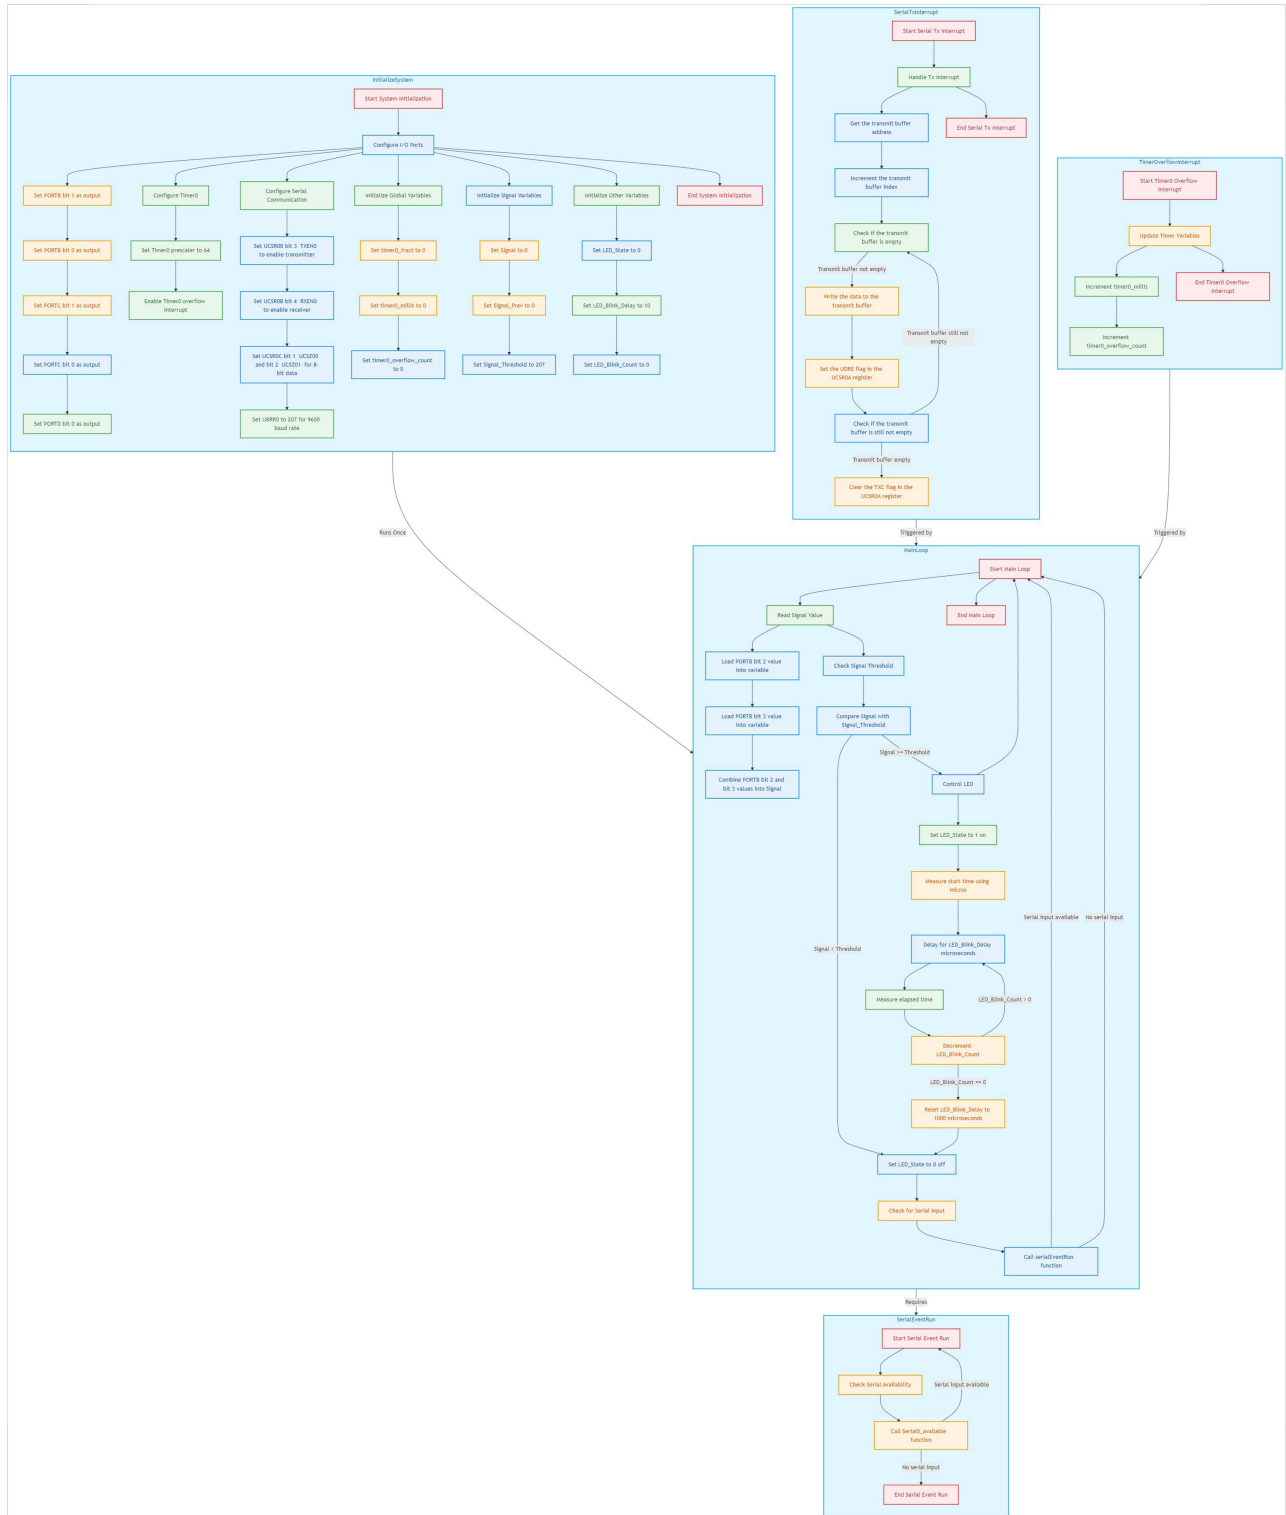 SerialTxInterrupt
Start Serial Tx Interrupt
Handle Tx Interrupt
Get the transmit buffer
address
End Serial Tx Interrupt
Increment the transmit
buffer index
Check if the transmit
buffer is empty
Transmit buffer not empty
Write the data to the
transmit buffer
Transmit buffer still not
empty
Set the UDRE flag in the
UCSR0A register
Check if the transmit
buffer is still not empty
Transmit buffer empty
Clear the TXC flag in the
UCSR0A register
InitializeSystem
Start System Initialization
Configure I/O Ports
Set PORTB bit 1 as output
Configure Timer0
Configure Serial
Communication
Initialize Global Variables
Initialize Signal Variables
Initialize Other Variables
End System Initialization
Set PORTB bit 0 as output
Set Timer0 prescaler to 64
Set UCSR0B bit 3 TXEN0
to enable transmitter
Set timer0_fract to 0
Set Signal to 0
Set LED_State to 0
Set PORTC bit 1 as output
Enable Timer0 overflow
interrupt
Set UCSR0B bit 4 RXEN0
to enable receiver
Set timer0_millis to 0
Set Signal_Prev to 0
Set LED_Blink_Delay to 10
Set PORTC bit 0 as output
Set UCSR0C bit 1 UCSZ00
and bit 2 UCSZ01 for 8-
bit data
Set timer0_overflow_count
to 0
Set Signal_Threshold to 207
Set LED_Blink_Count to 0
Set PORTD bit 0 as output
Set UBRR0 to 207 for 9600
baud rate
TimerOverflowInterrupt
Start Timer0 Overflow
Interrupt
Update Timer Variables
Increment timer0_millis
End Timer0 Overflow
Interrupt
Increment
timer0_overflow_count
Runs Once
Triggered by
Triggered by
MainLoop
Start Main Loop
Read Signal Value
End Main Loop
Load PORTB bit 2 value
into variable
Check Signal Threshold
Load PORTB bit 3 value
into variable
Compare Signal with
Signal_Threshold
Signal >= Threshold
Combine PORTB bit 2 and
bit 3 values into Signal
Control LED
Set LED_State to 1 on
Measure start time using
micros
Serial input available
No serial input
Signal < Threshold
Delay for LED_Blink_Delay
microseconds
Measure elapsed time
LED_Blink_Count > 0
Decrement
LED_Blink_Count
LED_Blink_Count == 0
Reset LED_Blink_Delay to
1000 microseconds
Set LED_State to 0 off
Check for Serial Input
Call serialEventRun
function
Requires
SerialEventRun
Start Serial Event Run
Check Serial Availability
Serial input available
Call Serial0_available
function
No serial input
End Serial Event Run